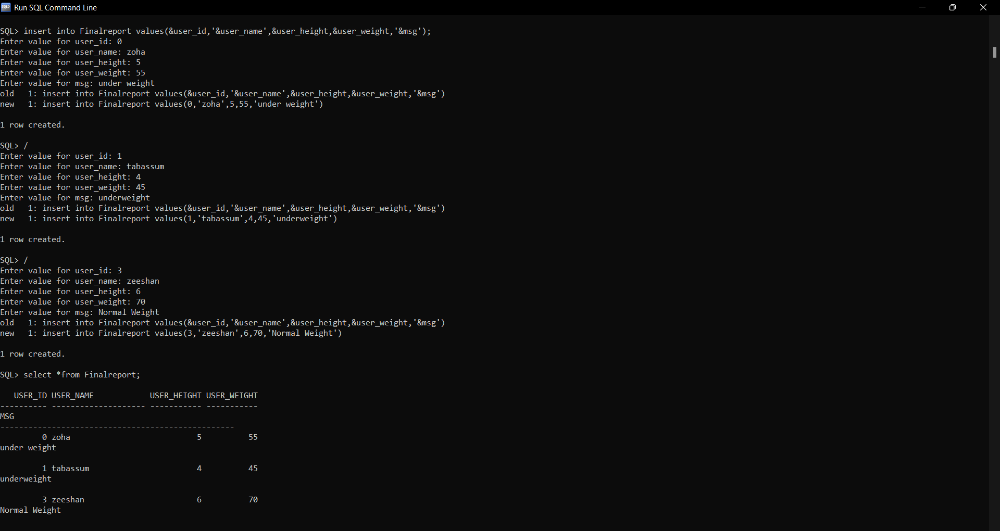 Run SQL Command Line
SQL> insert into Finalreport values(&user_id,'&user_name',&user_height,&user_weight,'&msg');
Enter value for user_id: 0
Enter value for user_name: zoha
Enter value for user_height: 5
Enter value for user_weight: 55
Enter value for msg: under weight
old   1: insert into Finalreport values(&user_id,'&user_name',&user_height,&user_weight,'&msg')
new   1: insert into Finalreport values(0,'zoha',5,55,'under weight')
1 row created.
SQL> /
Enter value for user_id: 1
Enter value for user_name: tabassum
Enter value for user_height: 4
Enter value for user_weight: 45
Enter value for msg: underweight
old   1: insert into Finalreport values(&user_id,'&user_name',&user_height,&user_weight,'&msg')
new   1: insert into Finalreport values(1,'tabassum',4,45,'underweight')
1 row created.
SQL> /
Enter value for user_id: 3
Enter value for user_name: zeeshan
Enter value for user_height: 6
Enter value for user_weight: 70
Enter value for msg: Normal Weight
old   1: insert into Finalreport values(&user_id,'&user_name',&user_height,&user_weight,'&msg')
new   1: insert into Finalreport values(3,'zeeshan',6,70,'Normal Weight')
1 row created.
SQL> select *from Finalreport;
   USER_ID USER_NAME            USER_HEIGHT USER_WEIGHT
---------- -------------------- ----------- -----------
MSG
--------------------------------------------------
         0 zoha                           5          55
under weight
         1 tabassum                       4          45
underweight
         3 zeeshan                        6          70
Normal Weight